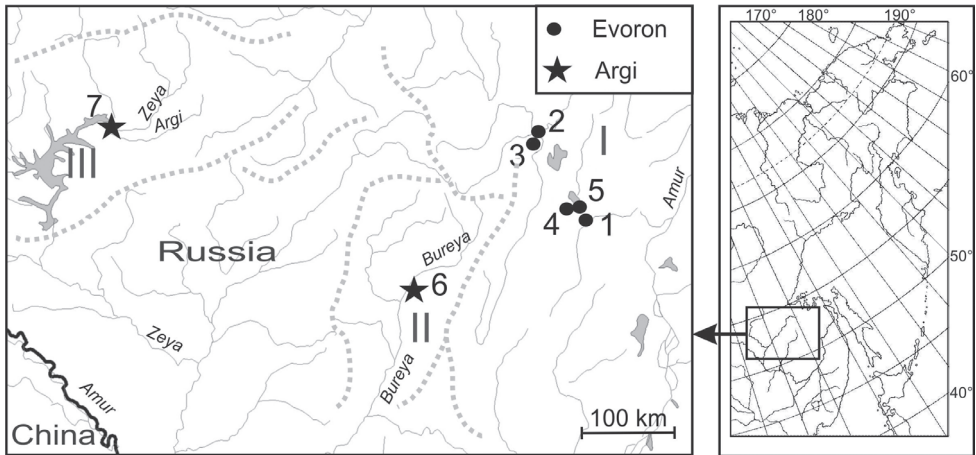 170° 180° 190°
Evoron
Argi
60°
7
Zeya
Argi
III
2
3
I
5
4
1
Amur
Russia
Bureya
6
II
50°
Zeya
Bureya
Amur
China
100 km
40°